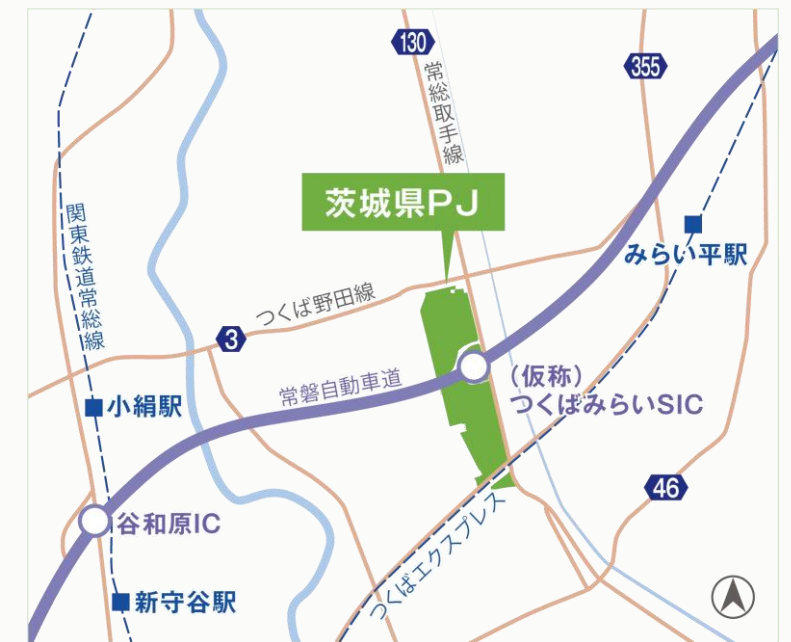 130
355
常総取手線
茨城県PJ
関東鉄道常総線
みらい平駅
つくば野田線
3
常磐自動車道
(仮称)
つくばみらいSIC
小絹駅
46
谷和原IC
つくばエクスプレス
新守谷駅